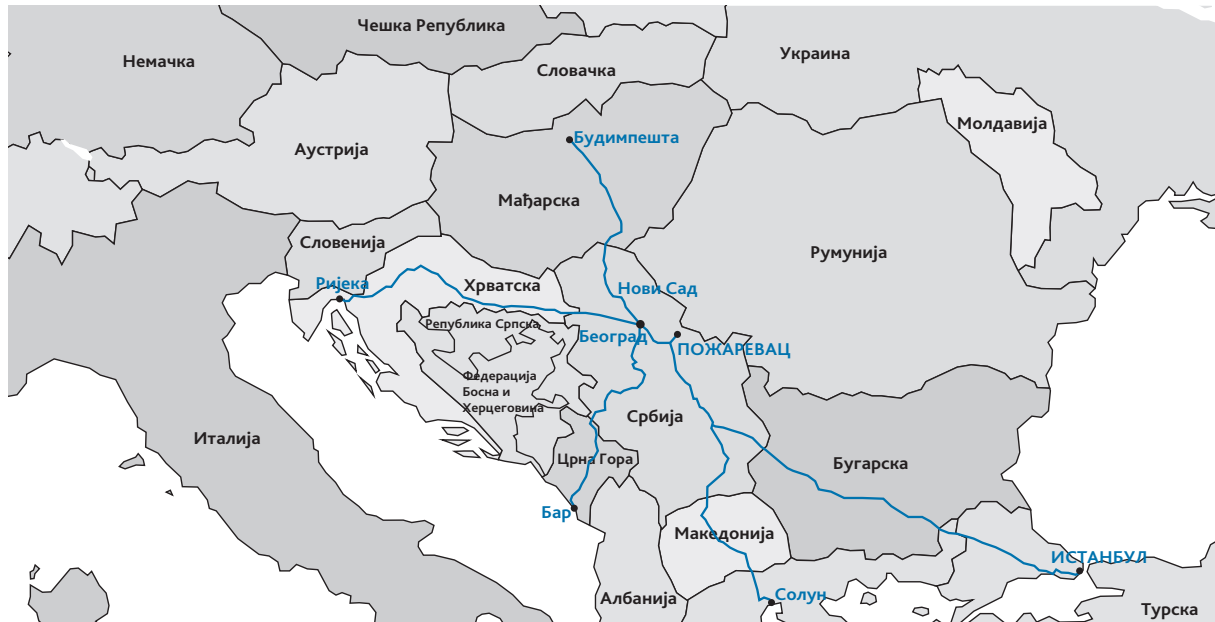 Чешка Република
Немачка
Украина
Словачка
Молдавија
Будимпешта
Аустрија
Мађарска
Словенија
Румунија
Ријека
Хрватска
Нови Сад
Република Српска
Београд
ПОЖАРЕВАЦ
Федерација
Босна и
Херцеговина
Србија
Италија
Црна Гора
Бугарска
Бар
Македонија
ИСТАНБУЛ
Албанија
Солун
Турска